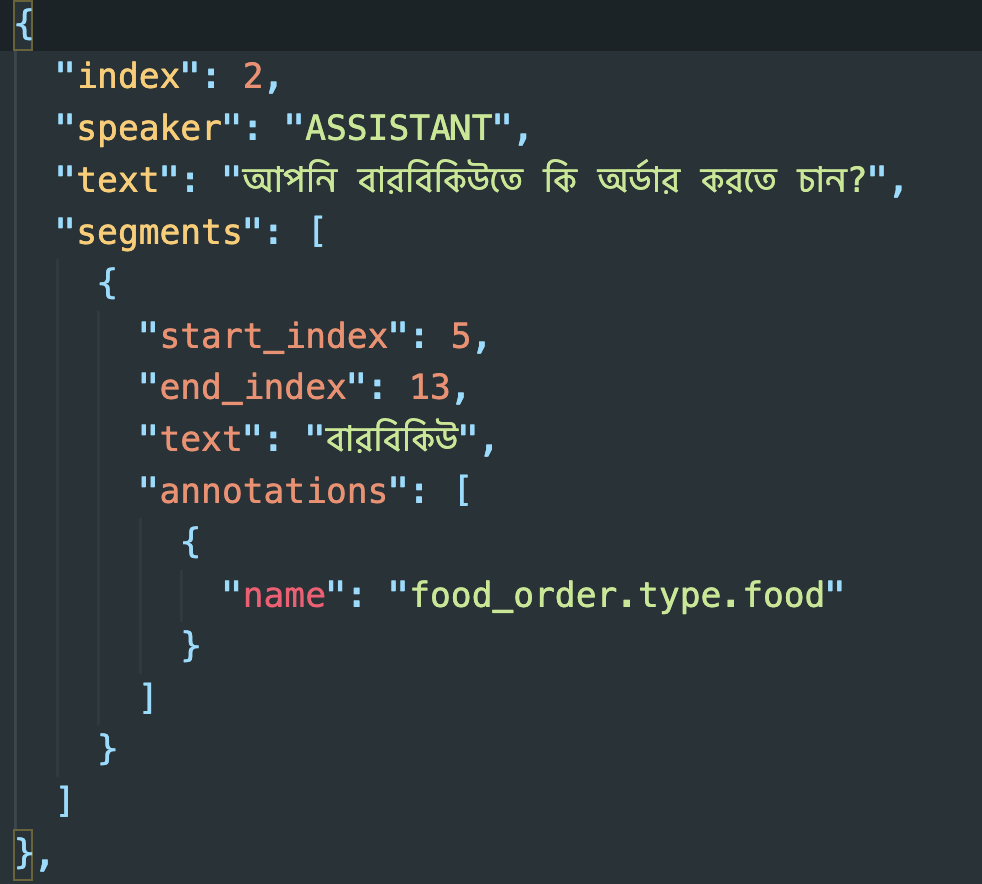 {
"index": 2,
"speaker": "ASSISTANT",
"text": "আপনি বারবিকিউতে কি অর্ডার করতে চান?",
"segments": [
{
"start_index": 5,
"end_index": 13,
"text": "বারবিকিউ",
"annotations": [
{
"name": "food_order.type.food"
}
]
}
]
},